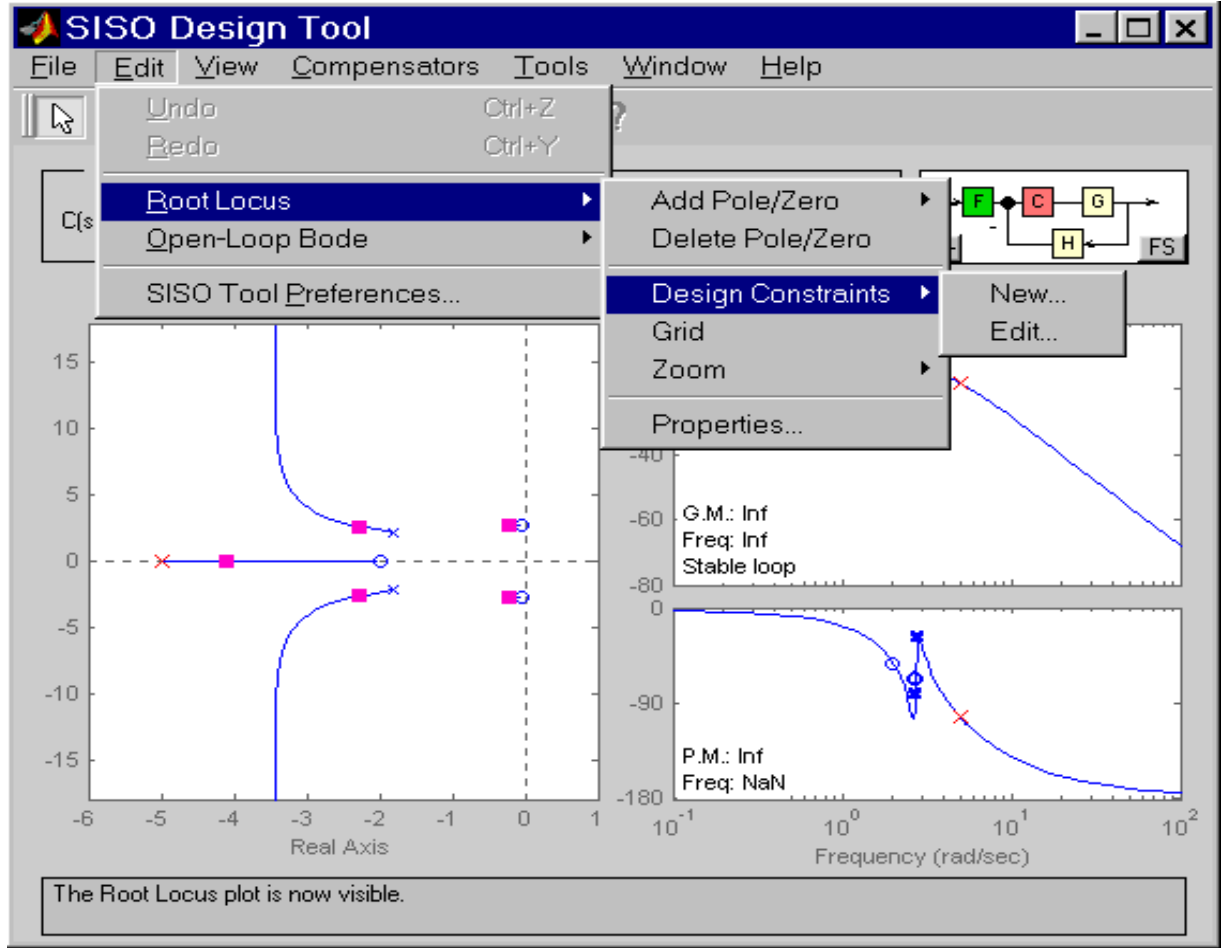 SISO Design Tool
File Edit View Compensators Tools Window Help
Undo Ctrl+Z
Redo Ctrl+Y
?
Root Locus
Open-Loop Bode
SISO Tool Preferences...
Add Pole/Zero
Delete Pole/Zero
Design Constraints
Grid
Zoom
Properties...
New...
Edit...
C(s
F C G
-
H
FS
15
10
5
0
-5
-10
-15
-6 -5 -4 -3 -2 -1 0 1
Real Axis
-40
-60
-80
G.M.: Inf
Freq: Inf
Stable loop
0
-90
-180
P.M.: Inf
Freq: NaN
10^-1 10^0 10^1 10^2
Frequency (rad/sec)
The Root Locus plot is now visible.